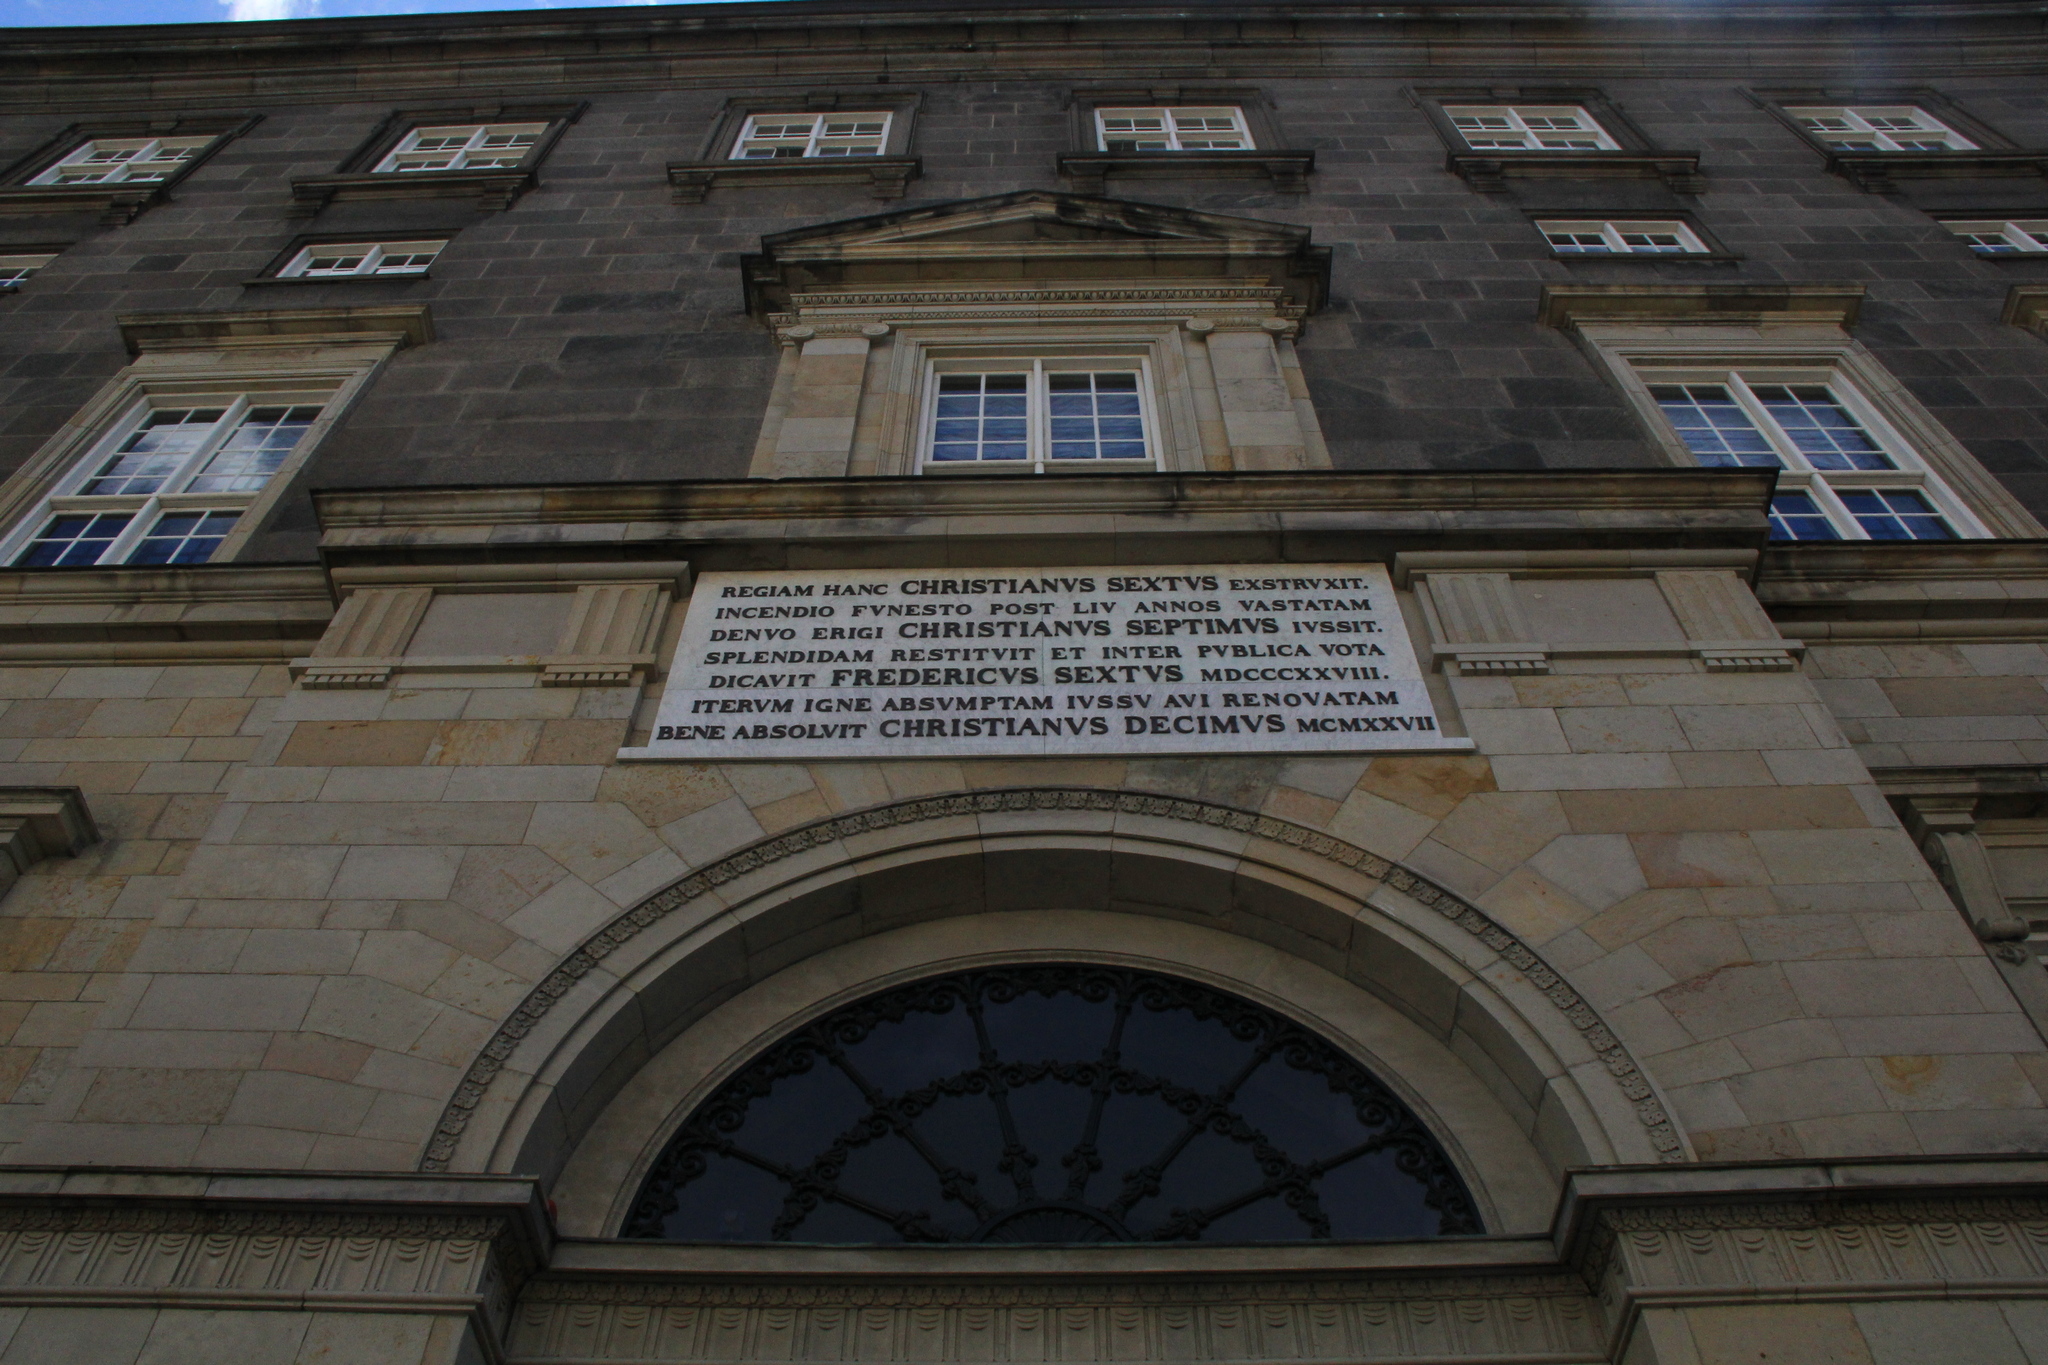 REGIAM HANC CHRISTIANVS SEXTVS EXSTRVXIT.
INCENDIO FVNESTO POST LIV ANNOS VASTATAM
DENVO ERIGI CHRISTIANVS SEPTIMVS IVSSIT.
SPLENDIDAM RESTITVIT ET INTER PVBLICA VOTA
DICAVIT FREDERICVS SEXTVS MDCCCXXVIII.
ITERVM IGNE ABSVMPTAM IVSSV AVI RENOVATAM
BENE ABSOLVIT CHRISTIANVS DECIMVS MCMXXVII